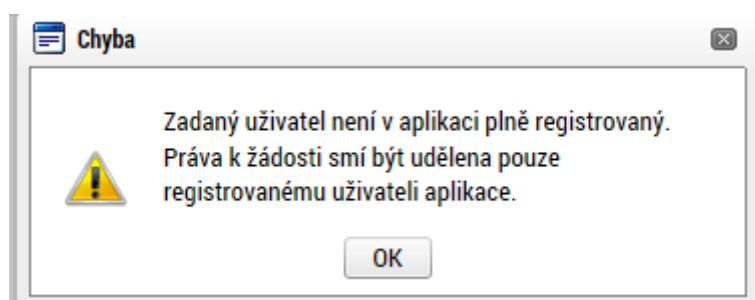 Chyba
Zadaný uživatel není v aplikaci plně registrovaný.
Práva k žádosti smí být udělena pouze
registrovanému uživateli aplikace.
OK